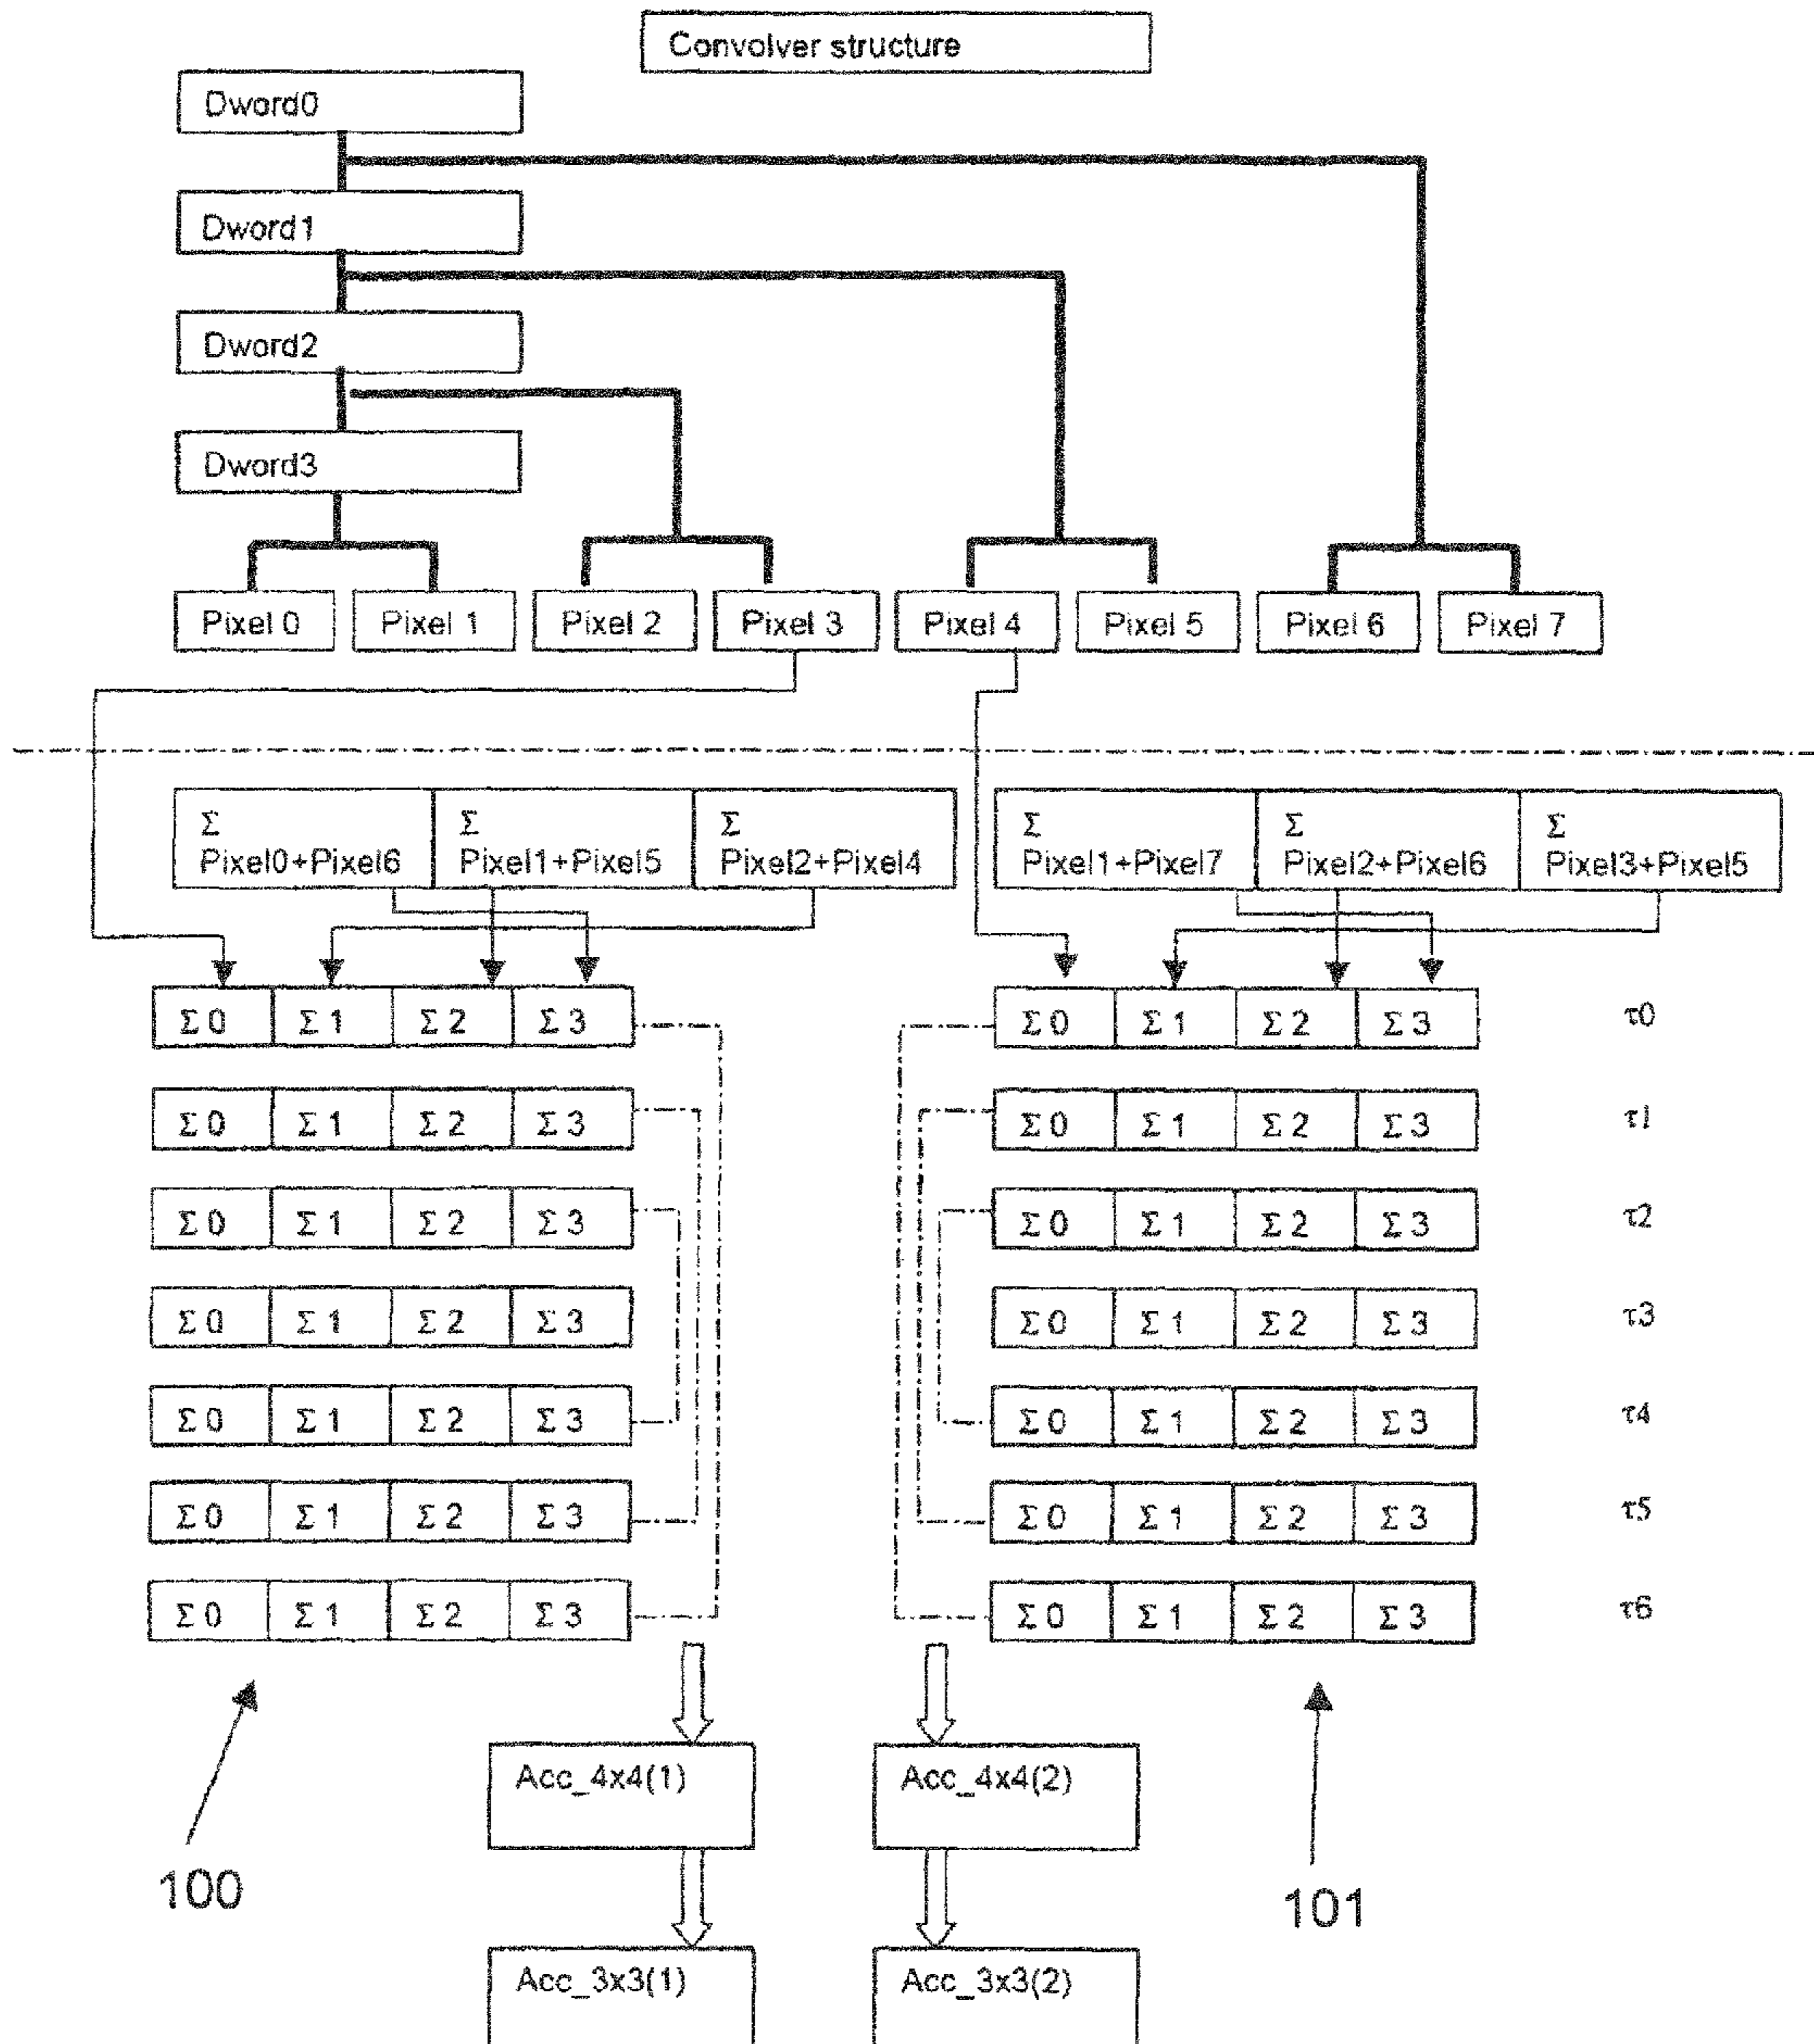 Convolver structure
Dword0
Dword1
Dword2
Dword3
Pixel 0 Pixel 1 Pixel 2 Pixel 3 Pixel 4 Pixel 5 Pixel 6 Pixel 7
Σ Σ Σ Σ Σ Σ
Pixel0+Pixel6 Pixel1+Pixel5 Pixel2+Pixel4 Pixel1+Pixel7 Pixel2+Pixel6 Pixel3+Pixel5
Σ 0 Σ 1 Σ 2 Σ 3 Σ 0 Σ 1 Σ 2 Σ 3 τ0
Σ 0 Σ 1 Σ 2 Σ 3 Σ 0 Σ 1 Σ 2 Σ 3 τ1
Σ 0 Σ 1 Σ 2 Σ 3 Σ 0 Σ 1 Σ 2 Σ 3 τ2
Σ 0 Σ 1 Σ 2 Σ 3 Σ 0 Σ 1 Σ 2 Σ 3 τ3
Σ 0 Σ 1 Σ 2 Σ 3 Σ 0 Σ 1 Σ 2 Σ 3 τ4
Σ 0 Σ 1 Σ 2 Σ 3 Σ 0 Σ 1 Σ 2 Σ 3 τ5
Σ 0 Σ 1 Σ 2 Σ 3 Σ 0 Σ 1 Σ 2 Σ 3 τ6
Acc_4x4(1) Acc_4x4(2)
100 101
Acc_3x3(1) Acc_3x3(2)